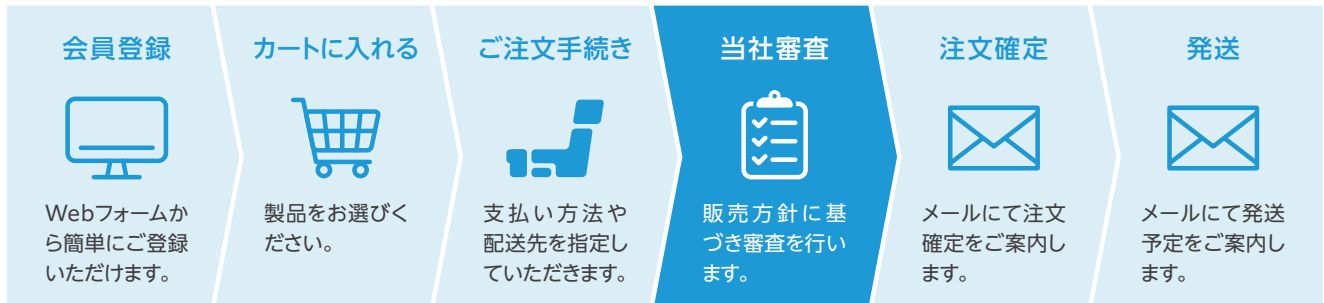 会員登録
Webフォームか
ら簡単にご登録
いただけます。
カートに入れる
製品をお選びく
ださい。
ご注文手続き
支払い方法や
配送先を指定し
ていただきます。
当社審査
販売方針に基
づき審査を行い
ます。
注文確定
メールにて注文
確定をご案内し
ます。
発送
メールにて発送
予定をご案内し
ます。